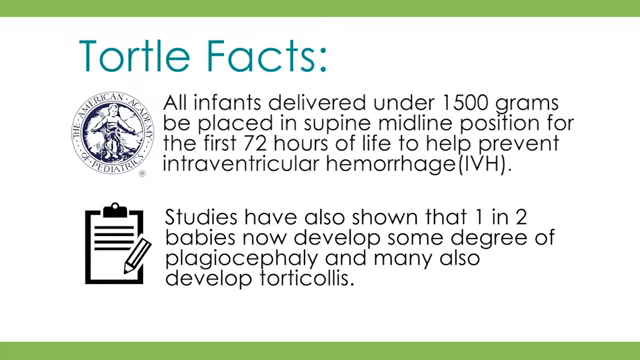 Tortle Facts:
THE AMERICAN ACADEMY
OF PEDIATRICS
®
All infants delivered under 1500 grams
be placed in supine midline position for
the first 72 hours of life to help prevent
intraventricular hemorrhage(IVH).
Studies have also shown that 1 in 2
babies now develop some degree of
plagiocephaly and many also
develop torticollis.